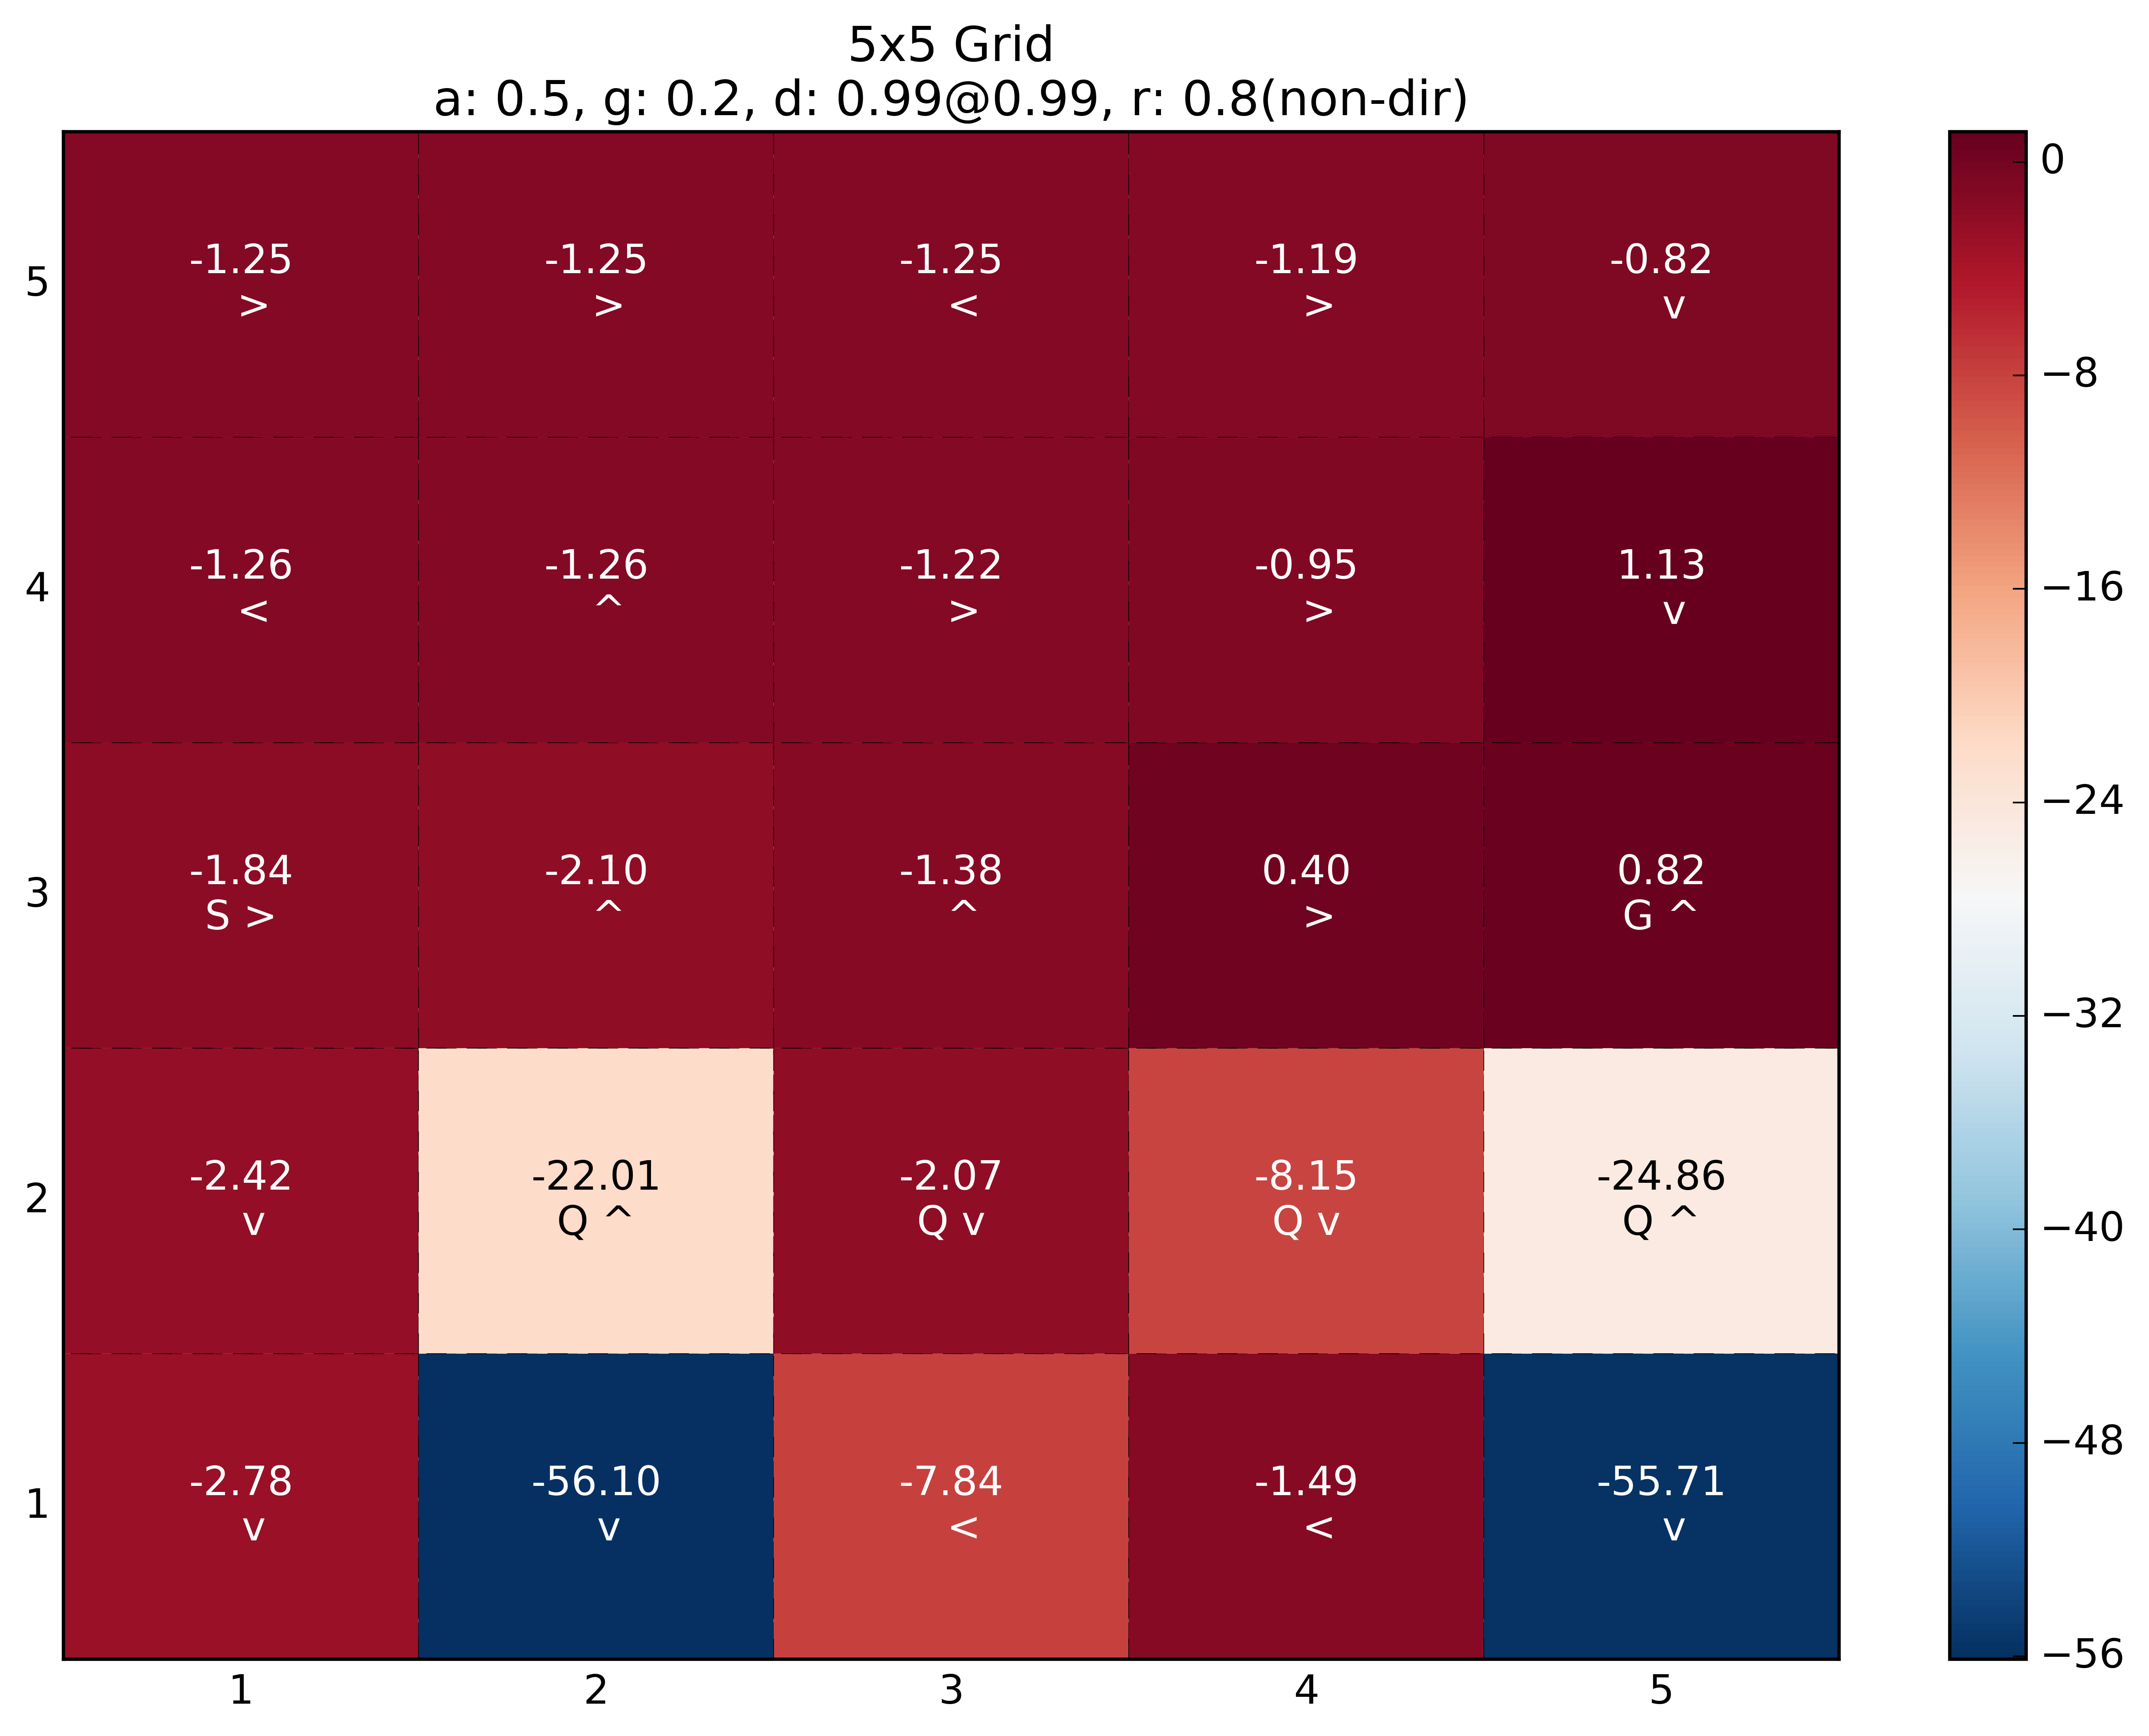 5x5 Grid
a: 0.5, g: 0.2, d: 0.99@0.99, r: 0.8(non-dir)
5 -1.25 -1.25 -1.25 -1.19 -0.82
> > < > v
4 -1.26 -1.26 -1.22 -0.95 1.13
< ^ > > v
3 -1.84 -2.10 -1.38 0.40 0.82
S > ^ ^ > G ^
2 -2.42 -22.01 -2.07 -8.15 -24.86
v Q ^ Q v Q v Q ^
1 -2.78 -56.10 -7.84 -1.49 -55.71
v v < < v
1 2 3 4 5
0
−8
−16
−24
−32
−40
−48
−56